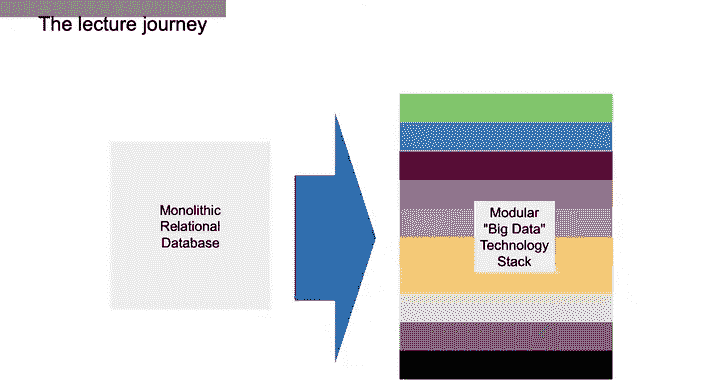 The lecture journey
Monolithic
Relational
Database
Modular
"Big Data"
Technology
Stack